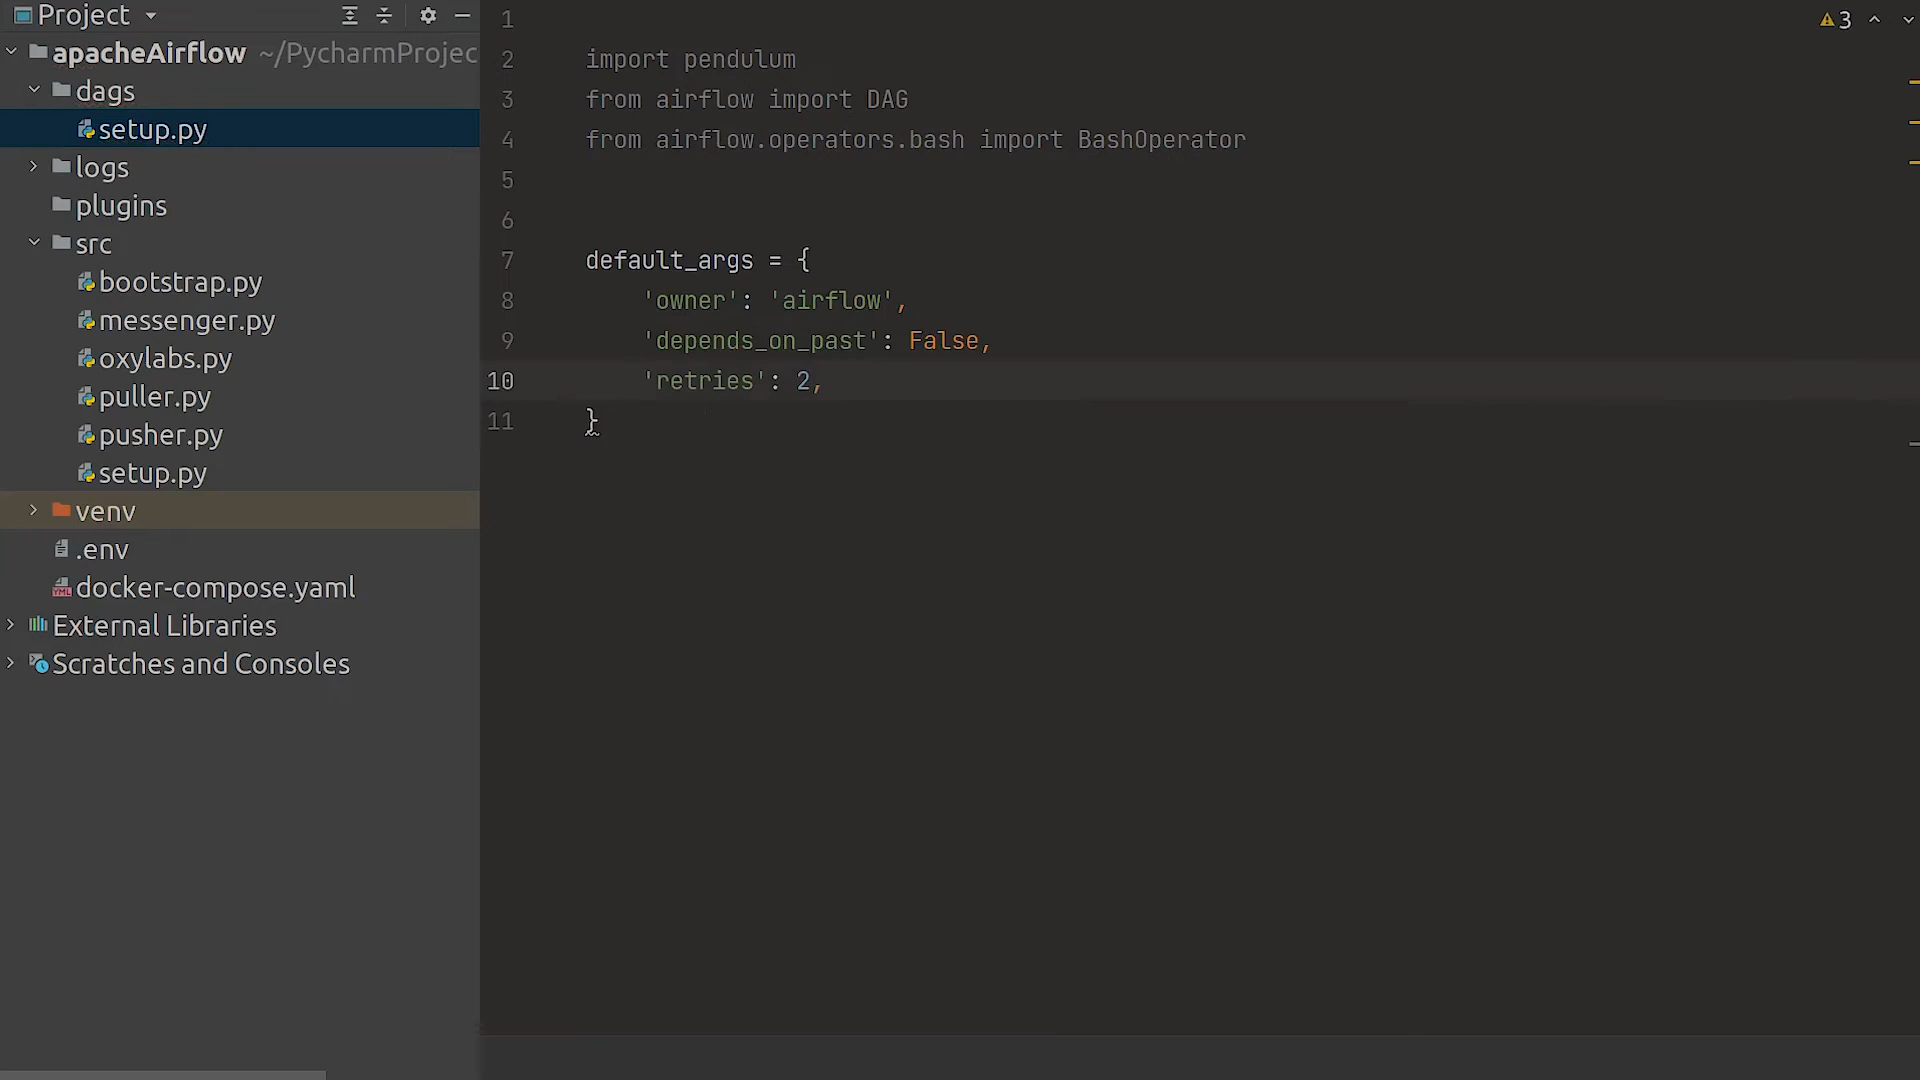 Project
apacheAirflow ~/PycharmProjec
dags
setup.py
logs
plugins
src
bootstrap.py
messenger.py
oxylabs.py
puller.py
pusher.py
setup.py
venv
.env
docker-compose.yaml
External Libraries
Scratches and Consoles
3
1
2 import pendulum
3 from airflow import DAG
4 from airflow.operators.bash import BashOperator
5
6
7 default_args = {
8 'owner': 'airflow',
9 'depends_on_past': False,
10 'retries': 2,
11 }